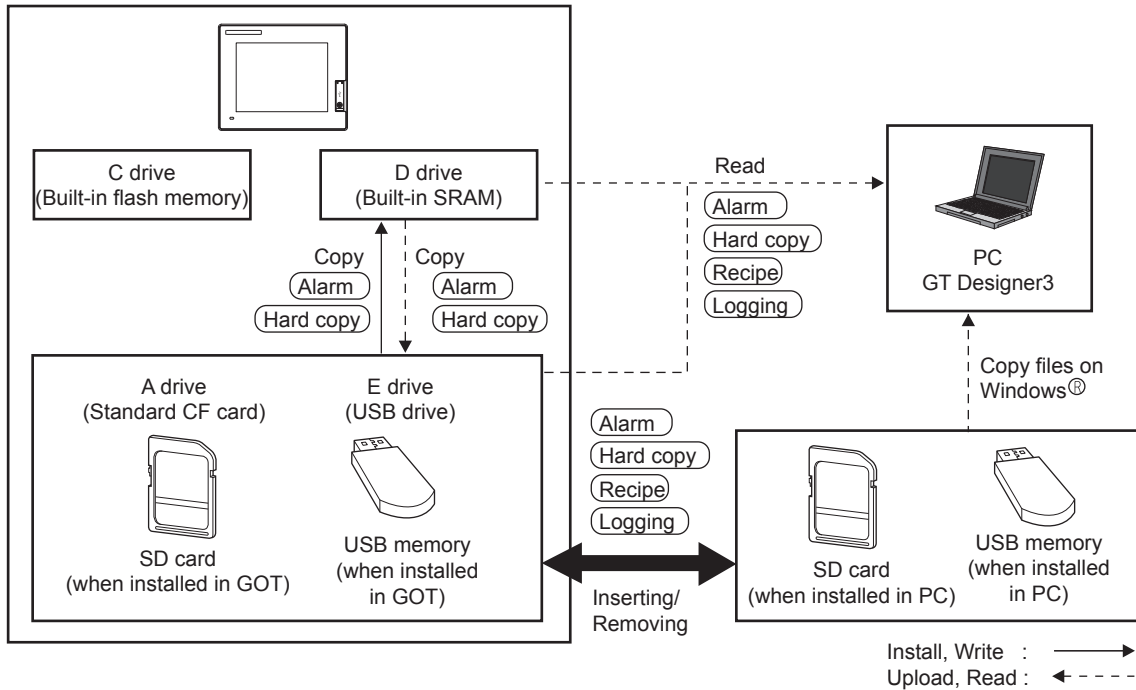 C drive
(Built-in flash memory)
D drive
(Built-in SRAM)
Copy
Alarm
Hard copy
Copy
Alarm
Hard copy
Read
Alarm
Hard copy
Recipe
Logging
PC
GT Designer3
A drive
(Standard CF card)
E drive
(USB drive)
SD card
(when installed in GOT)
USB memory
(when installed
in GOT)
Alarm
Hard copy
Recipe
Logging
Inserting/
Removing
Copy files on
Windows®
SD card
(when installed in PC)
USB memory
(when installed
in PC)
Install, Write :
Upload, Read :